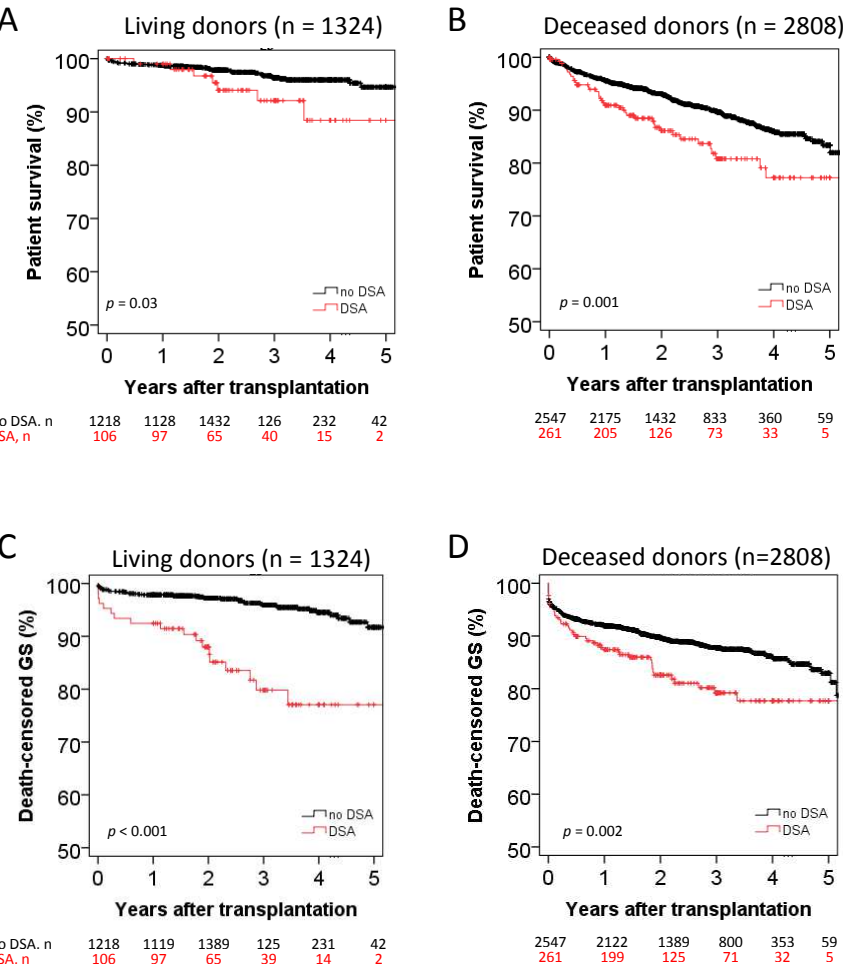 A
Living donors (n = 1324)
100
90
80
70
60
50
Patient survival (%)
p = 0.03
no DSA
DSA
0 1 2 3 4 5
Years after transplantation
o DSA. n 1218 1128 1432 126 232 42
SA, n 106 97 65 40 15 2
B
Deceased donors (n = 2808)
100
90
80
70
60
50
Patient survival (%)
p = 0.001
no DSA
DSA
0 1 2 3 4 5
Years after transplantation
2547 2175 1432 833 360 59
261 205 126 73 33 5
C
Living donors (n = 1324)
100
90
80
70
60
50
Death-censored GS (%)
p < 0.001
no DSA
DSA
0 1 2 3 4 5
Years after transplantation
o DSA. n 1218 1119 1389 125 231 42
SA, n 106 97 65 39 14 2
D
Deceased donors (n=2808)
100
90
80
70
60
50
Death-censored GS (%)
p = 0.002
no DSA
DSA
0 1 2 3 4 5
Years after transplantation
2547 2122 1389 800 353 59
261 199 125 71 32 5